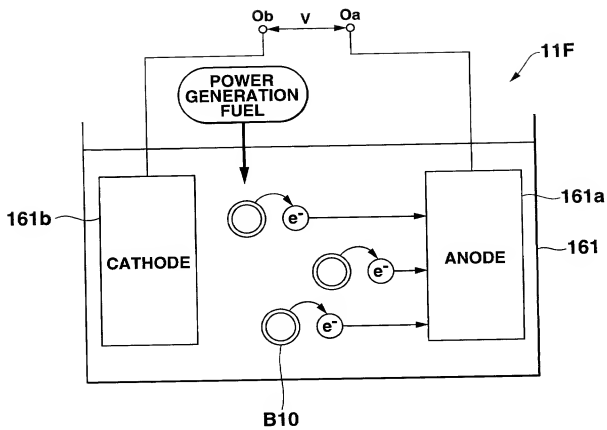 Ob V Oa
11F
POWER
GENERATION
FUEL
161b
161a
161
CATHODE
ANODE
e-
e-
e-
B10